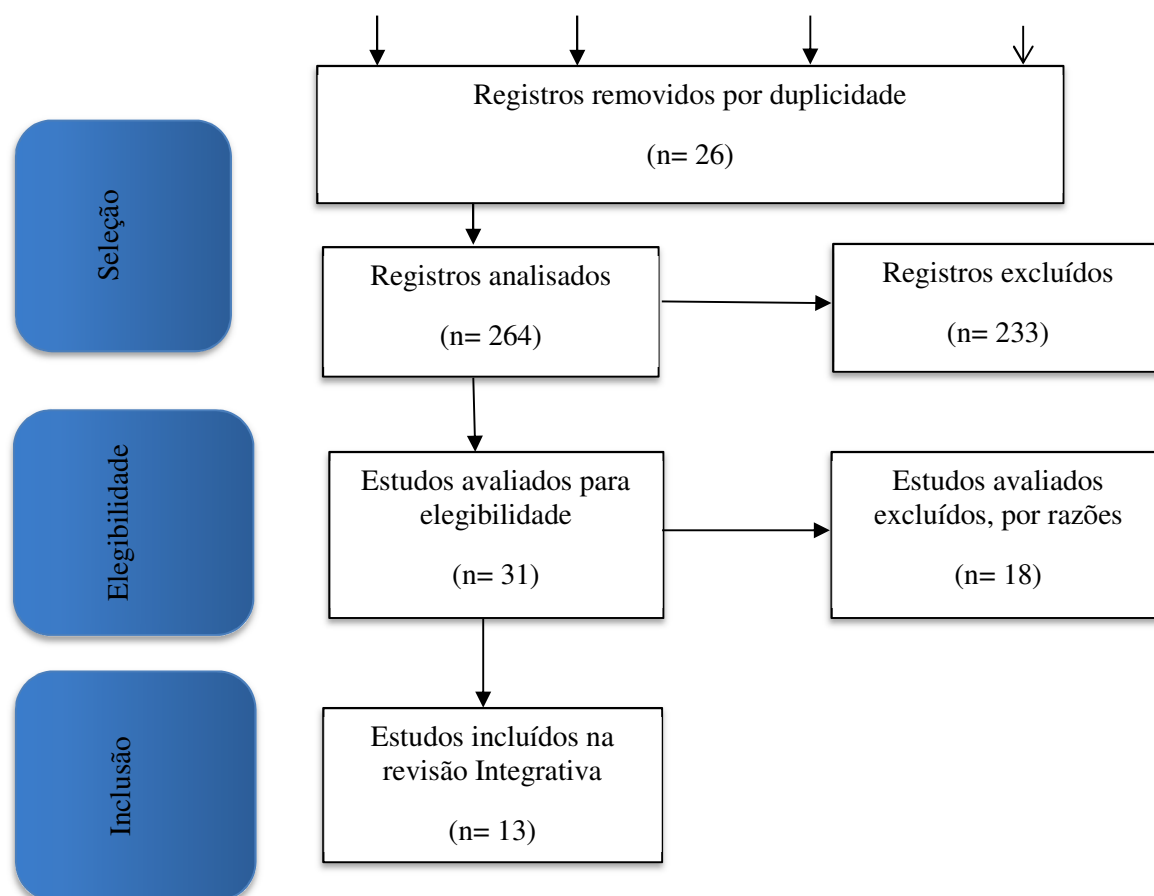 Registros removidos por duplicidade
(n= 26)
Seleção
Registros analisados
(n= 264)
Registros excluídos
(n= 233)
Elegibilidade
Estudos avaliados para
elegibilidade
(n= 31)
Estudos avaliados
excluídos, por razões
(n= 18)
Inclusão
Estudos incluídos na
revisão Integrativa
(n= 13)